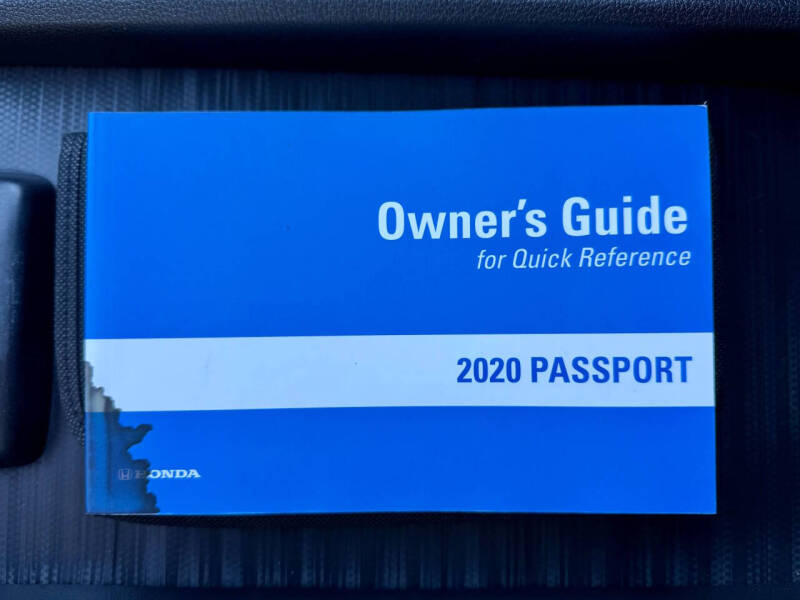 Owner's Guide
for Quick Reference
2020 PASSPORT
HONDA